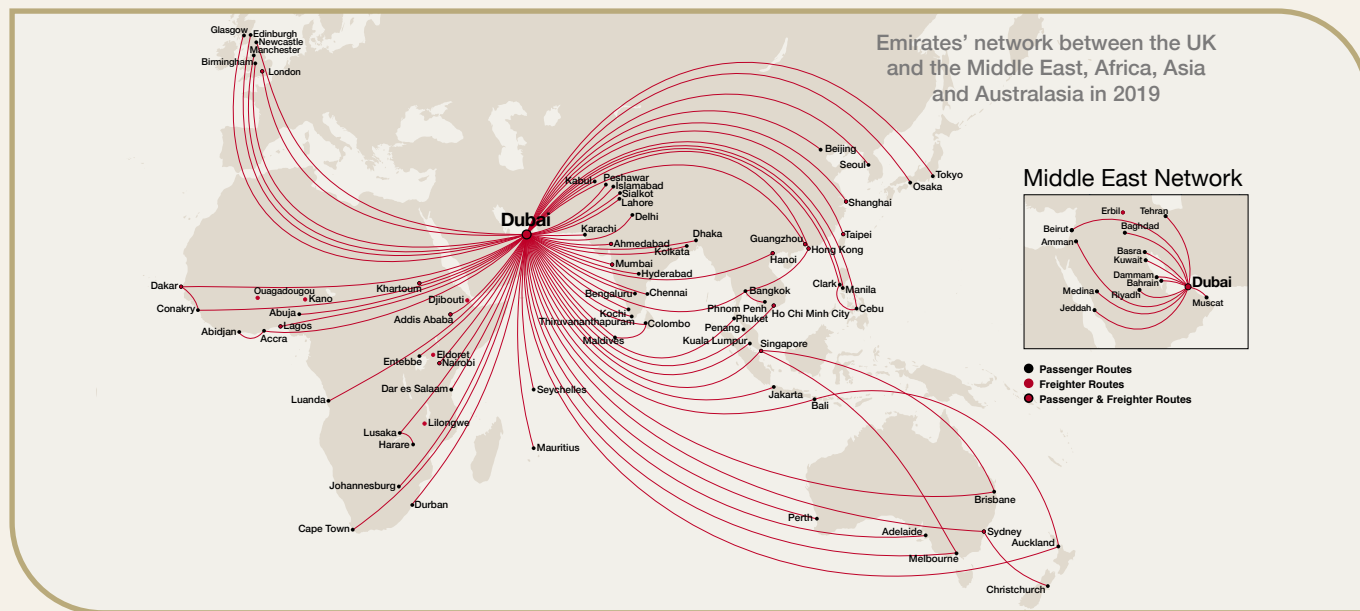 Emirates' network between the UK
and the Middle East, Africa, Asia
and Australasia in 2019
Glasgow
Edinburgh
Newcastle
Manchester
Birmingham
London
Beijing
Seoul
Tokyo
Osaka
Shanghai
Taipei
Guangzhou
Hong Kong
Hanoi
Kabul
Peshawar
Islamabad
Sialkot
Lahore
Delhi
Dubai
Karachi
Dhaka
Ahmedabad
Kolkata
Mumbai
Hyderabad
Bengaluru
Chennai
Kochi
Thiruvananthapuram
Colombo
Maldives
Bangkok
Phnom Penh
Ho Chi Minh City
Phuket
Penang
Kuala Lumpur
Singapore
Clark
Manila
Cebu
Jakarta
Bali
Dakar
Ouagadougou
Kano
Khartoum
Djibouti
Conakry
Abuja
Addis Ababa
Abidjan
Accra
Lagos
Entebbe
Eldoret
Nairobi
Dar es Salaam
Luanda
Seychelles
Lilongwe
Lusaka
Harare
Mauritius
Johannesburg
Durban
Cape Town
Perth
Adelaide
Brisbane
Sydney
Melbourne
Auckland
Christchurch
Middle East Network
Erbil
Tehran
Beirut
Baghdad
Amman
Basra
Kuwait
Dammam
Bahrain
Dubai
Medina
Riyadh
Muscat
Jeddah
Passenger Routes
Freighter Routes
Passenger & Freighter Routes